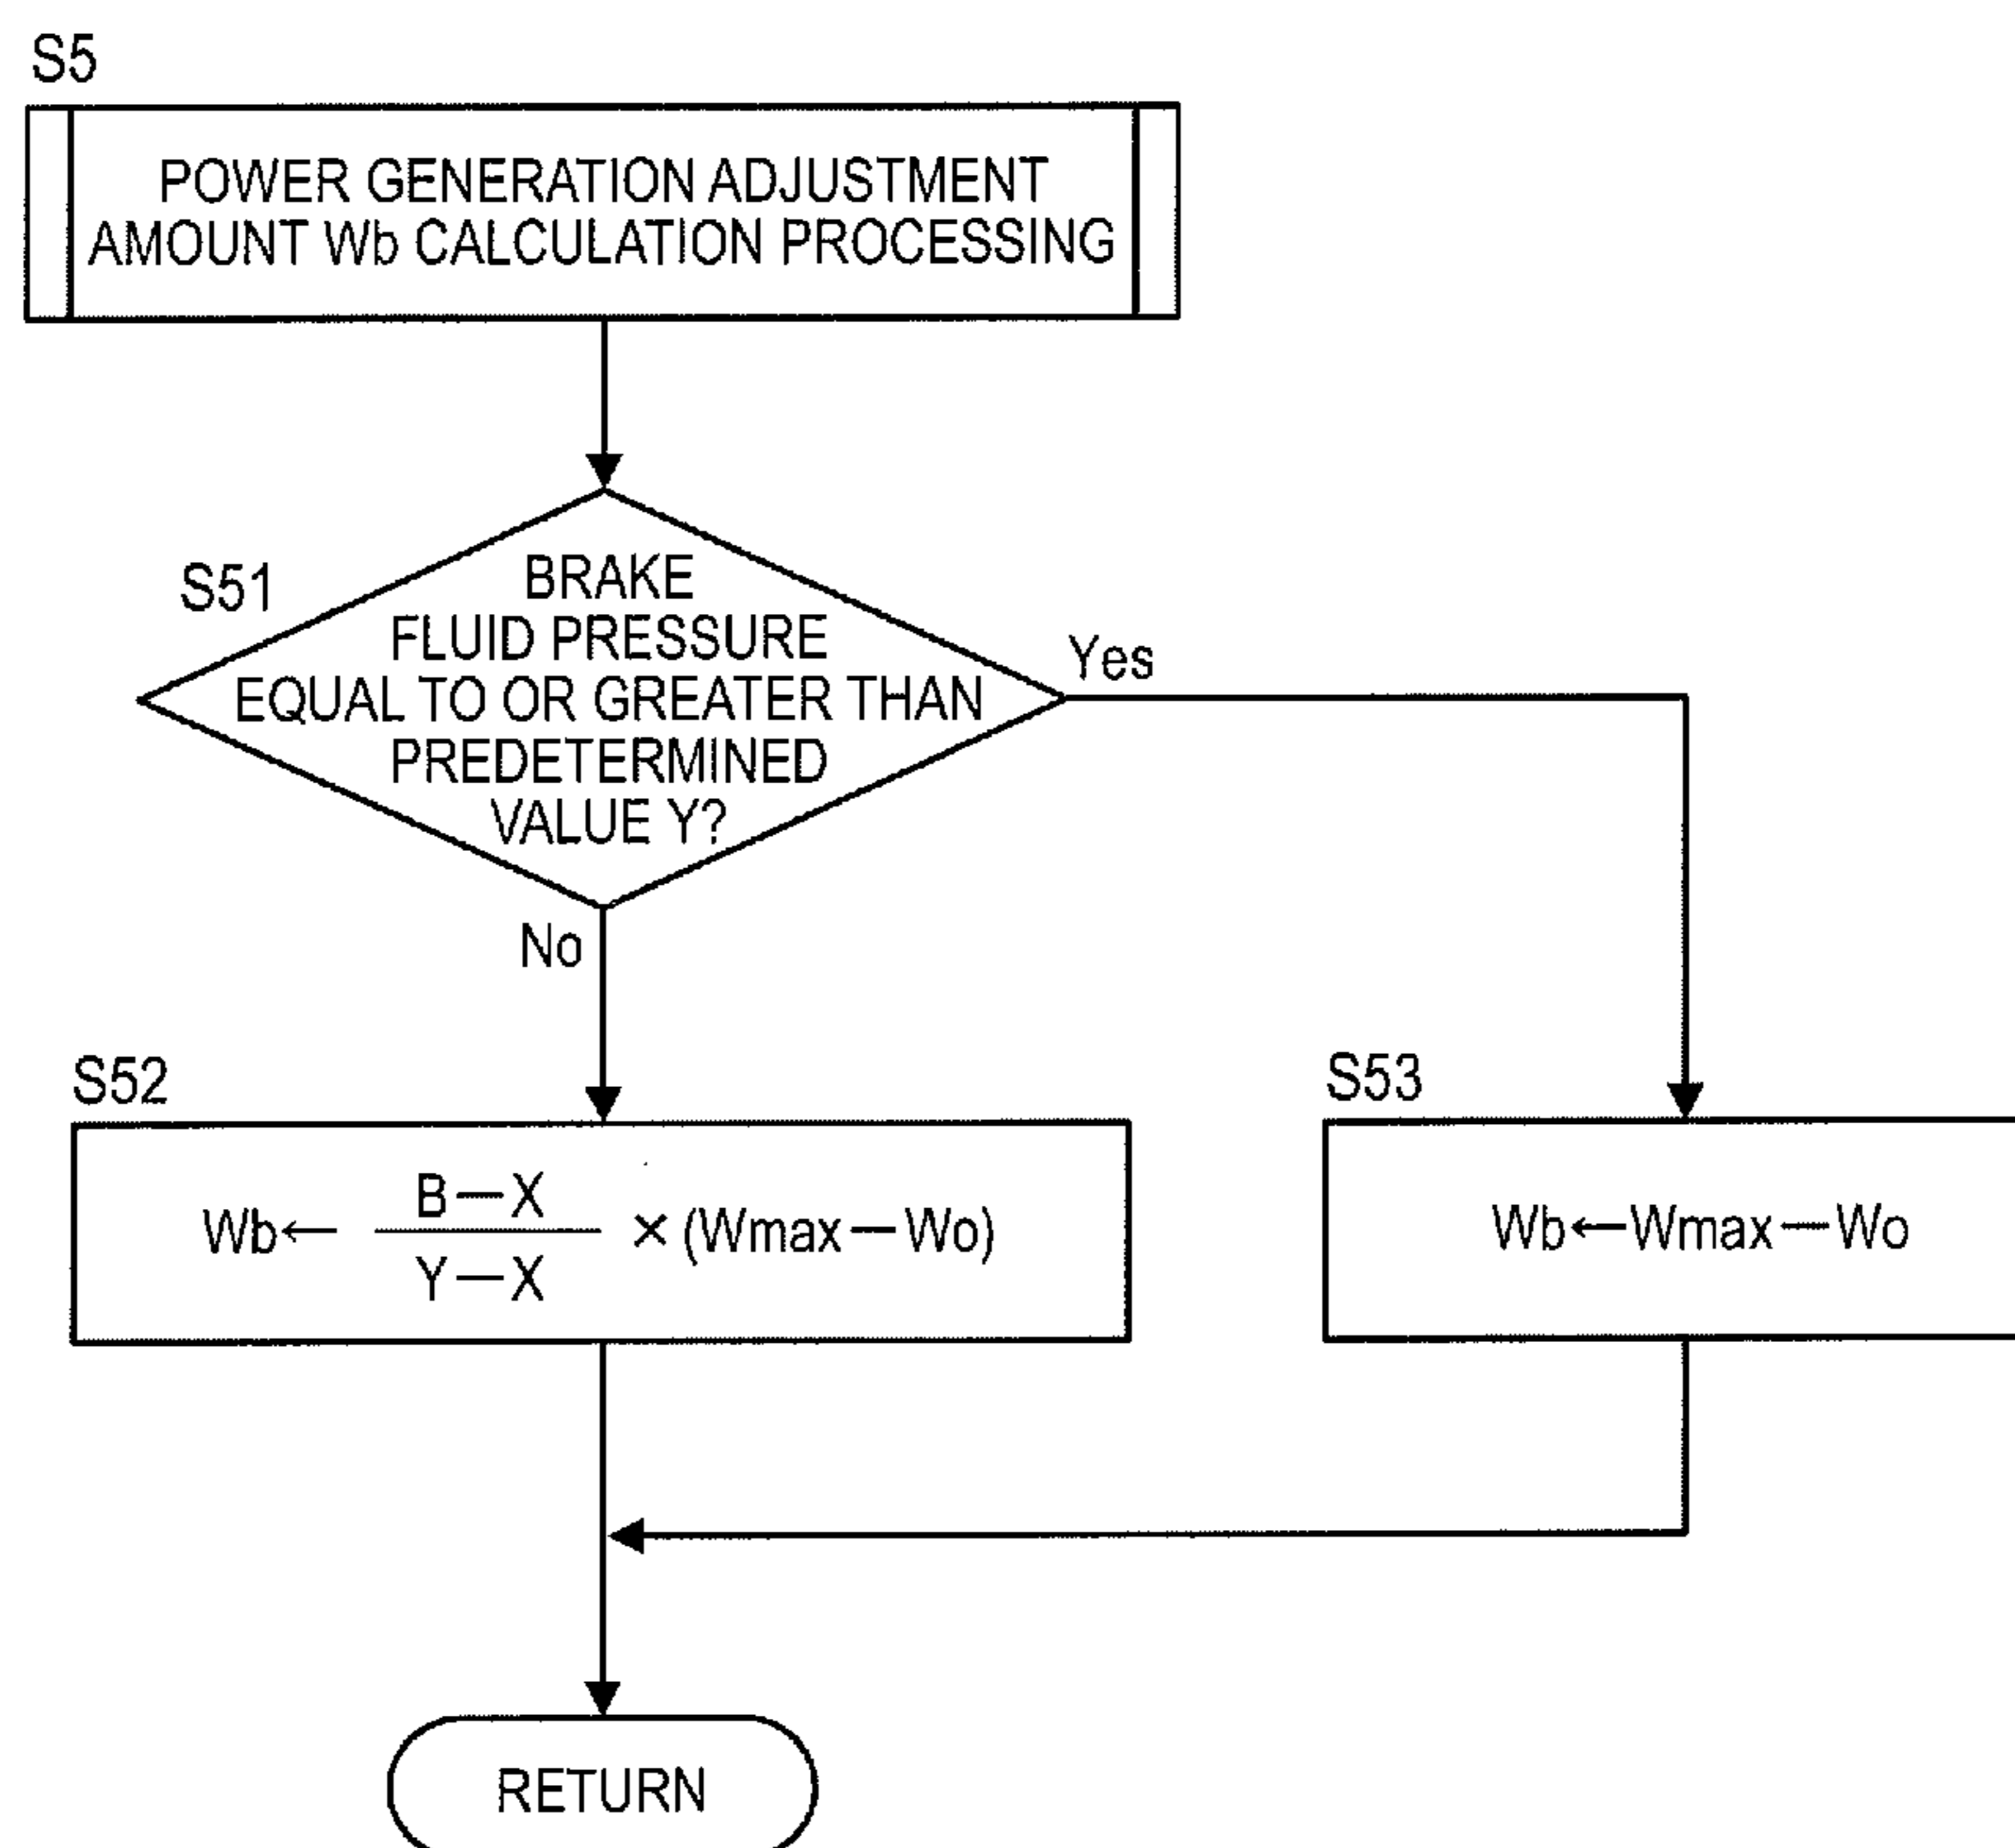 S5
POWER GENERATION ADJUSTMENT
AMOUNT Wb CALCULATION PROCESSING
S51
BRAKE
FLUID PRESSURE
EQUAL TO OR GREATER THAN
PREDETERMINED
VALUE Y?
Yes
No
S52
Wb← B—X / Y—X ×(Wmax—Wo)
S53
Wb←Wmax—Wo
RETURN